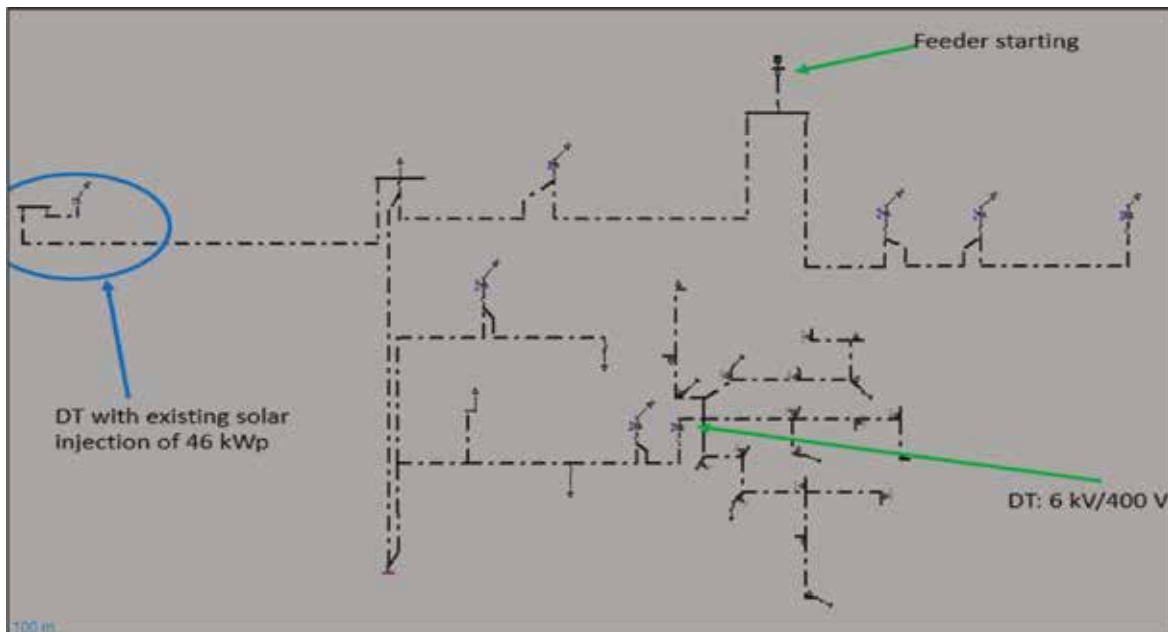 Feeder starting
DT with existing solar
injection of 46 kWp
DT: 6 kV/400 V
100 m